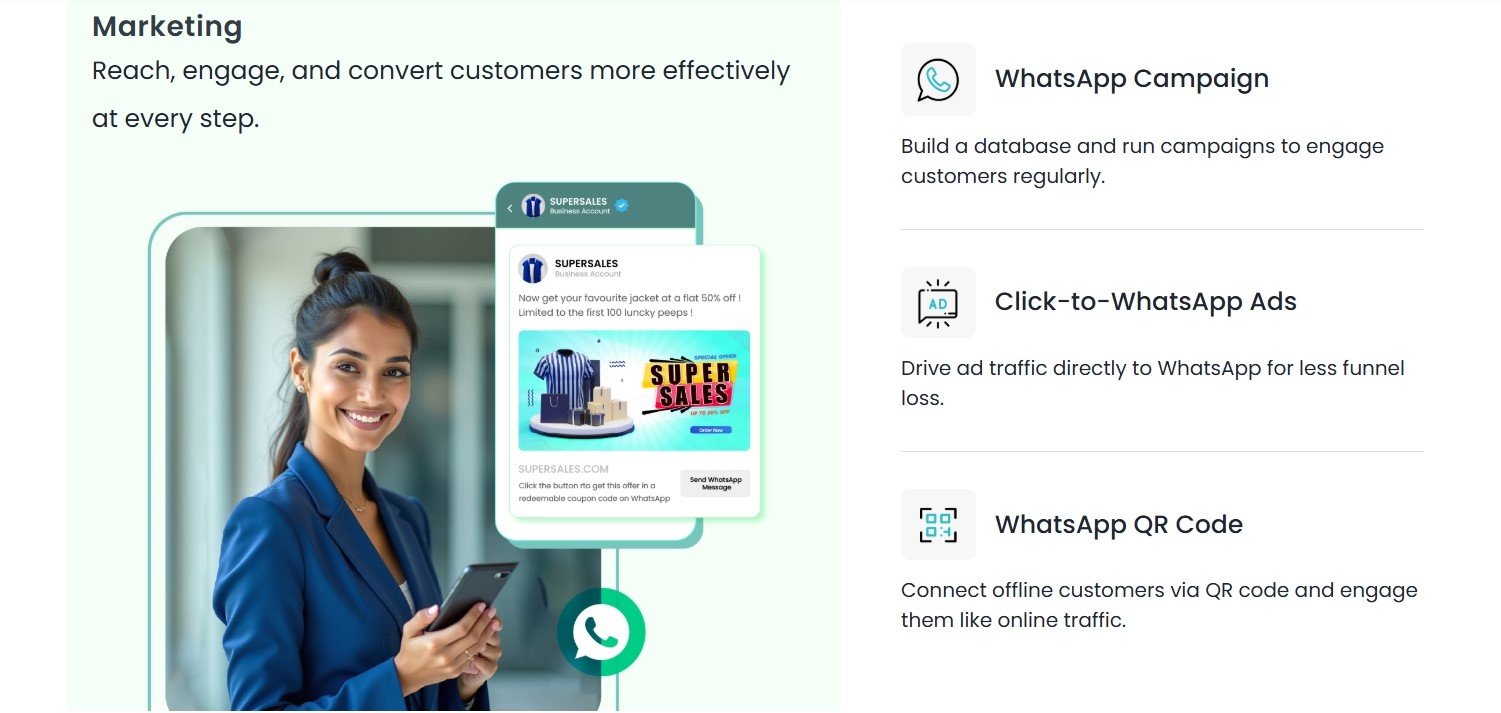 Marketing
Reach, engage, and convert customers more effectively
at every step.
SUPERSALES
Business Account
SUPERSALES
Business Account
Now get your favourite jacket at a flat 50% off !
Limited to the first 100 luncky peeps !
SPECIAL OFFER
SUPER
SALES
UP TO 50% OFF
Order Now
SUPERSALES.COM
Click the button rto get this offer in a
redeemable coupon code on WhatsApp
Send WhatsApp
Message
WhatsApp Campaign
Build a database and run campaigns to engage
customers regularly.
AD
Click-to-WhatsApp Ads
Drive ad traffic directly to WhatsApp for less funnel
loss.
WhatsApp QR Code
Connect offline customers via QR code and engage
them like online traffic.